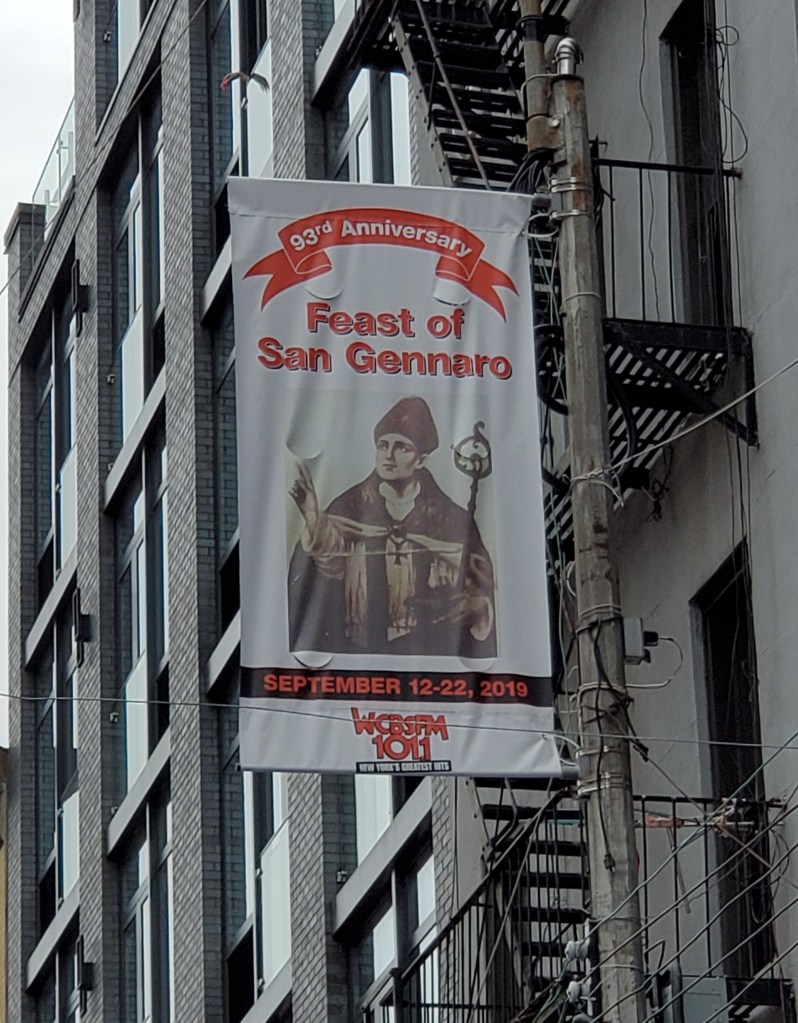 93rd Anniversary
Feast of
San Gennaro
SEPTEMBER 12-22, 2019
WCBSFM
101.1
NEW YORK'S GREATEST HITS